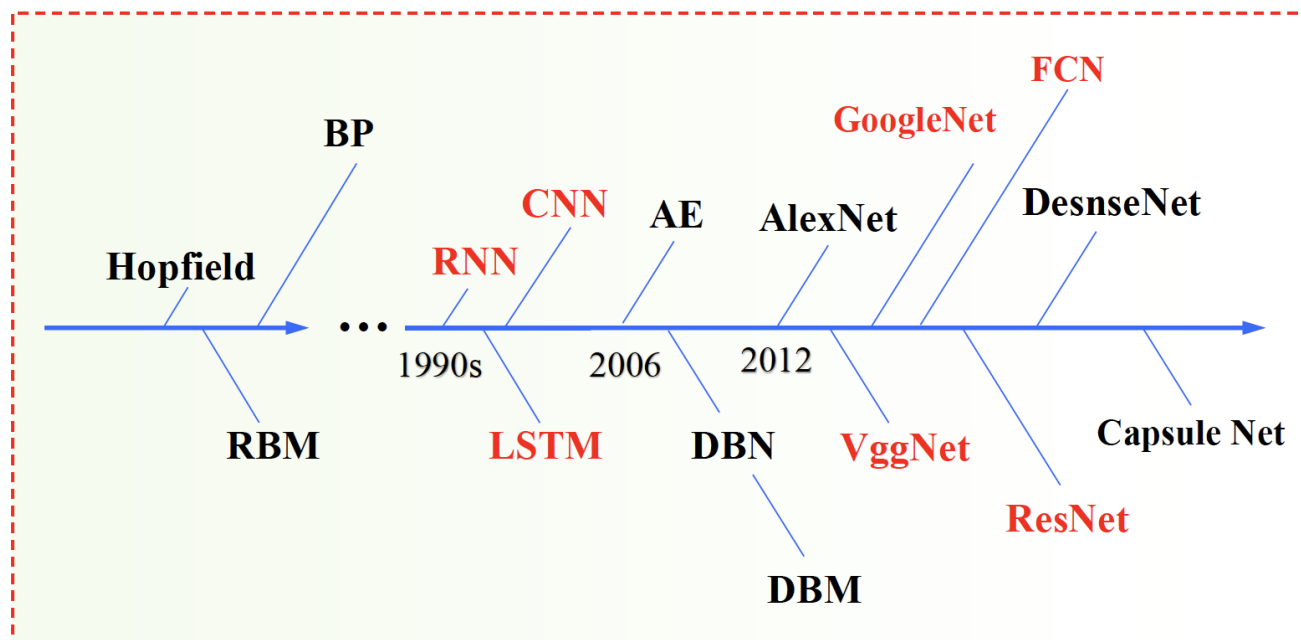 FCN
GoogleNet
BP
CNN
AE
AlexNet
DesnseNet
RNN
Hopfield
...
1990s
2006
2012
RBM
LSTM
DBN
VggNet
Capsule Net
ResNet
DBM